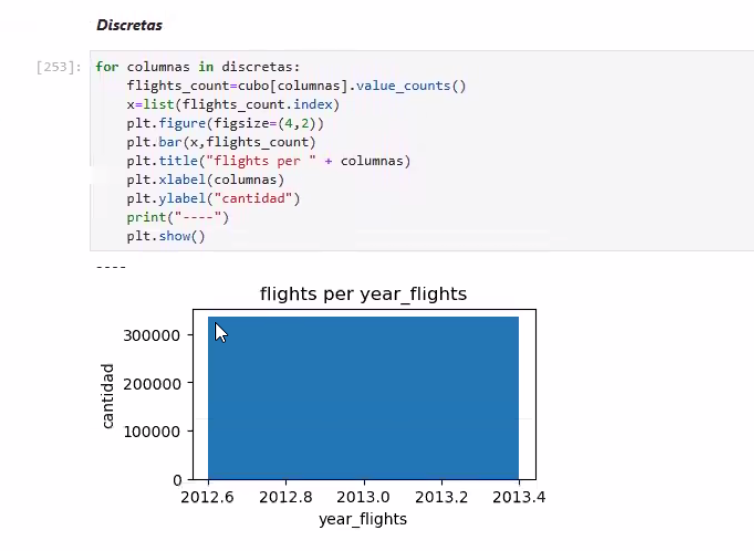 Discretas
[253]: for columnas in discretas:
flights_count=cubo[columnas].value_counts()
x=list(flights_count.index)
plt.figure(figsize=(4,2))
plt.bar(x,flights_count)
plt.title("flights per " + columnas)
plt.xlabel(columnas)
plt.ylabel("cantidad")
print("----")
plt.show()
----
flights per year_flights
300000
200000
100000
0
cantidad
2012.6 2012.8 2013.0 2013.2 2013.4
year_flights